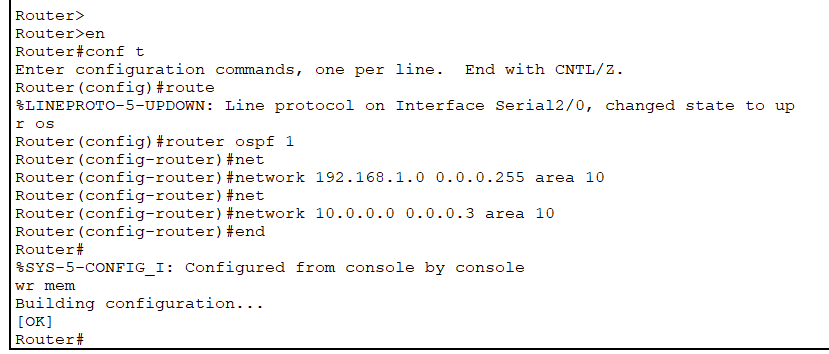 Router>
Router>en
Router#conf t
Enter configuration commands, one per line.  End with CNTL/Z.
Router(config)#route
%LINEPROTO-5-UPDOWN: Line protocol on Interface Serial2/0, changed state to up
r os
Router(config)#router ospf 1
Router(config-router)#net
Router(config-router)#network 192.168.1.0 0.0.0.255 area 10
Router(config-router)#net
Router(config-router)#network 10.0.0.0 0.0.0.3 area 10
Router(config-router)#end
Router#
%SYS-5-CONFIG_I: Configured from console by console
wr mem
Building configuration...
[OK]
Router#